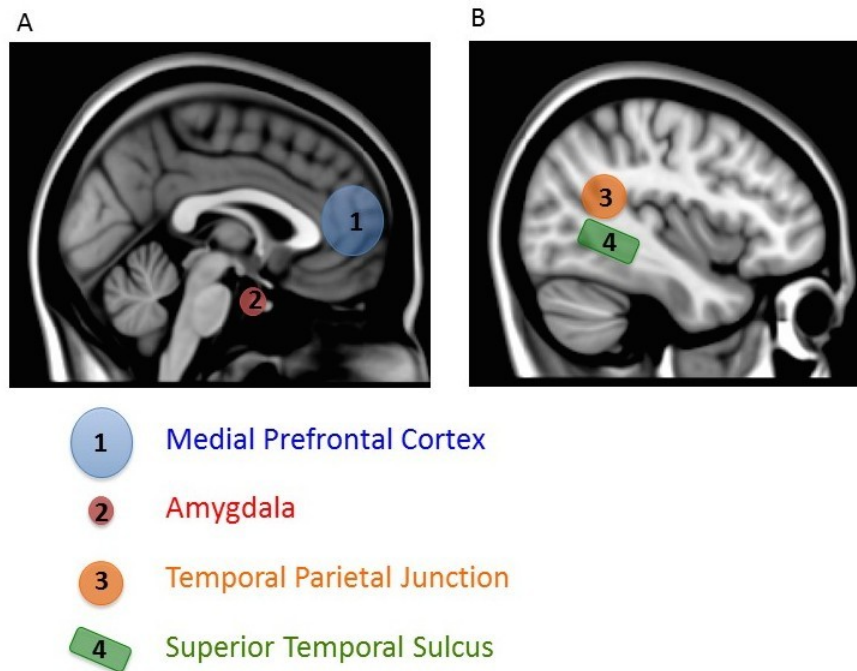 A
B
1
2
3
4
1 Medial Prefrontal Cortex
2 Amygdala
3 Temporal Parietal Junction
4 Superior Temporal Sulcus